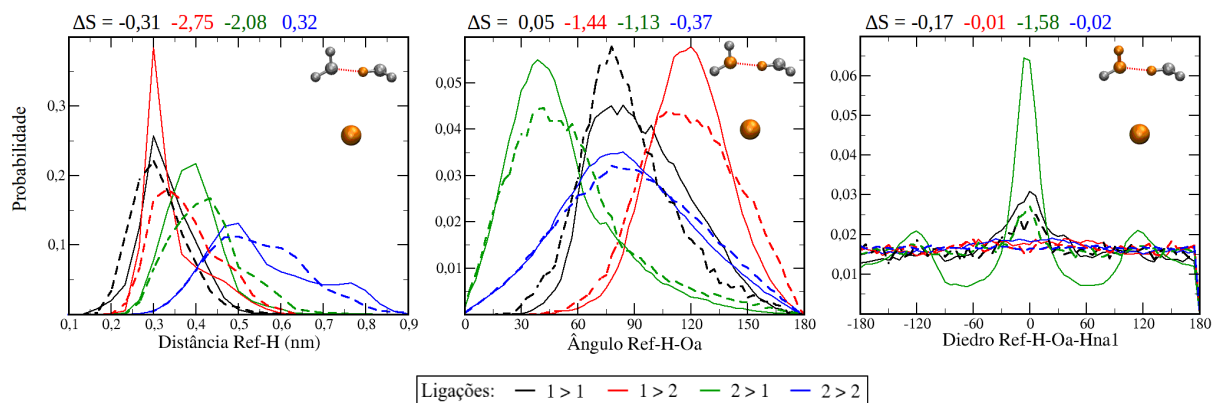 ΔS = -0,31 -2,75 -2,08 0,32
ΔS = 0,05 -1,44 -1,13 -0,37
ΔS = -0,17 -0,01 -1,58 -0,02
Probabilidade
0,3
0,2
0,1
0,1 0,2 0,3 0,4 0,5 0,6 0,7 0,8 0,9
Distância Ref-H (nm)
0,05
0,04
0,03
0,02
0,01
0 30 60 90 120 150 180
Ângulo Ref-H-Oa
0,06
0,05
0,04
0,03
0,02
0,01
-180 -120 -60 0 60 120 180
Diedro Ref-H-Oa-Hna1
Ligações: 1 > 1 1 > 2 2 > 1 2 > 2